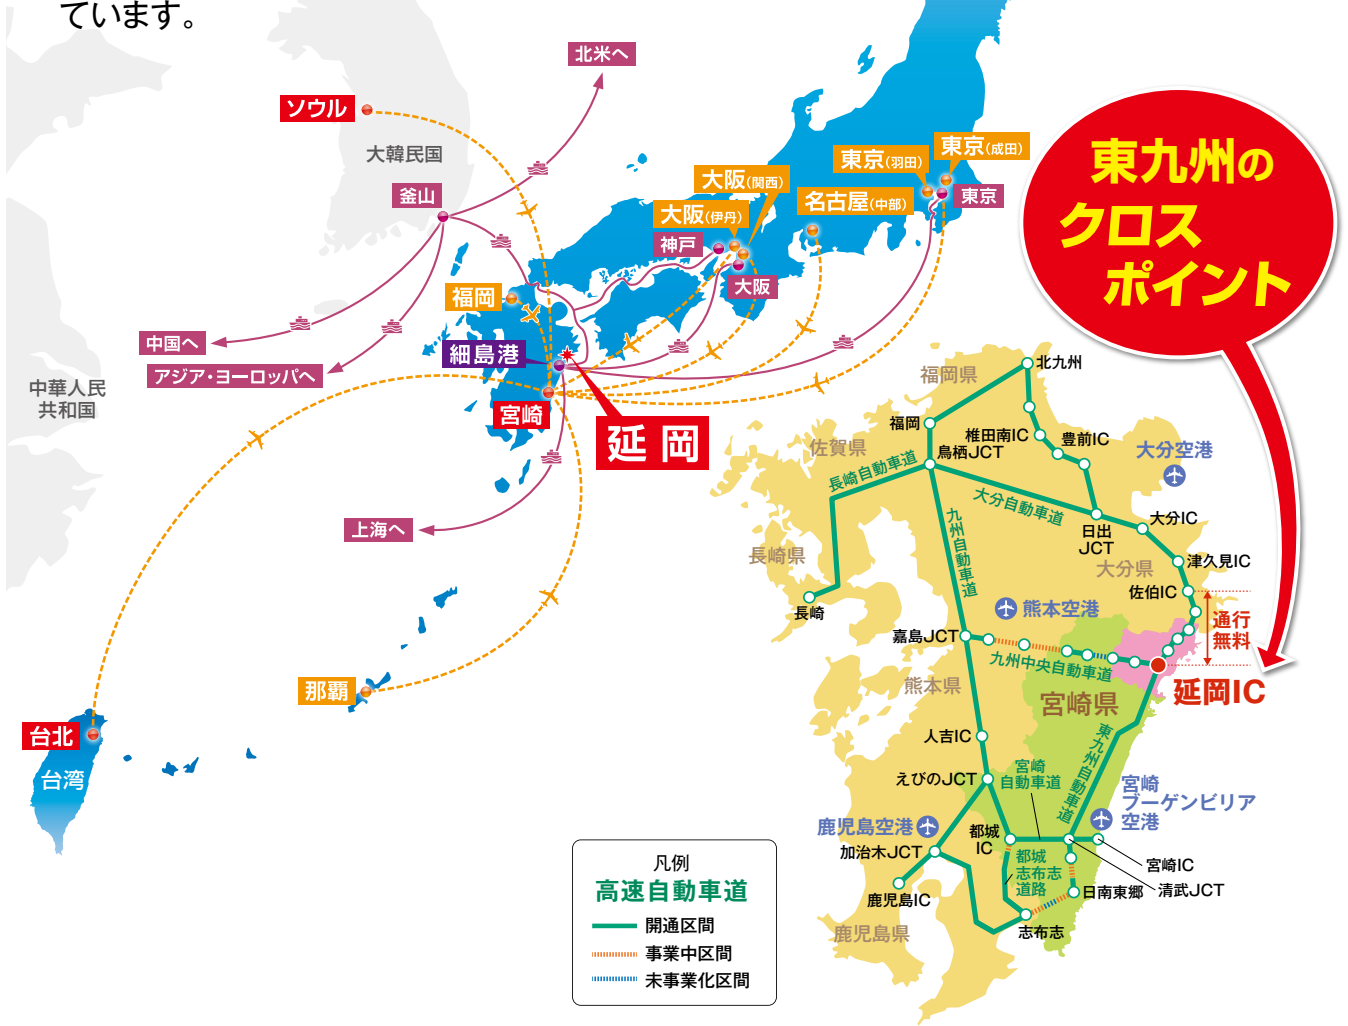 ています。
北米へ
ソウル
大韓民国
釜山
東京(成田)
東京(羽田)
東京
大阪(関西)
大阪(伊丹)
名古屋(中部)
神戸
大阪
福岡
細島港
宮崎
延岡
中国へ
アジア・ヨーロッパへ
中華人民
共和国
上海へ
那覇
台北
台湾
東九州の
クロス
ポイント
北九州
福岡県
福岡
椎田南IC
豊前IC
鳥栖JCT
佐賀県
長崎自動車道
大分自動車道
大分空港
九州自動車道
日出
JCT
大分IC
長崎県
大分県
津久見IC
佐伯IC
長崎
熊本空港
通行
無料
嘉島JCT
九州中央自動車道
延岡IC
熊本県
宮崎県
人吉IC
東九州自動車道
えびのJCT
宮崎
自動車道
宮崎
ブーゲンビリア
空港
鹿児島空港
都城
IC
加治木JCT
都城
志布志
道路
宮崎IC
清武JCT
日南東郷
鹿児島IC
志布志
鹿児島県
凡例
高速自動車道
開通区間
事業中区間
未事業化区間